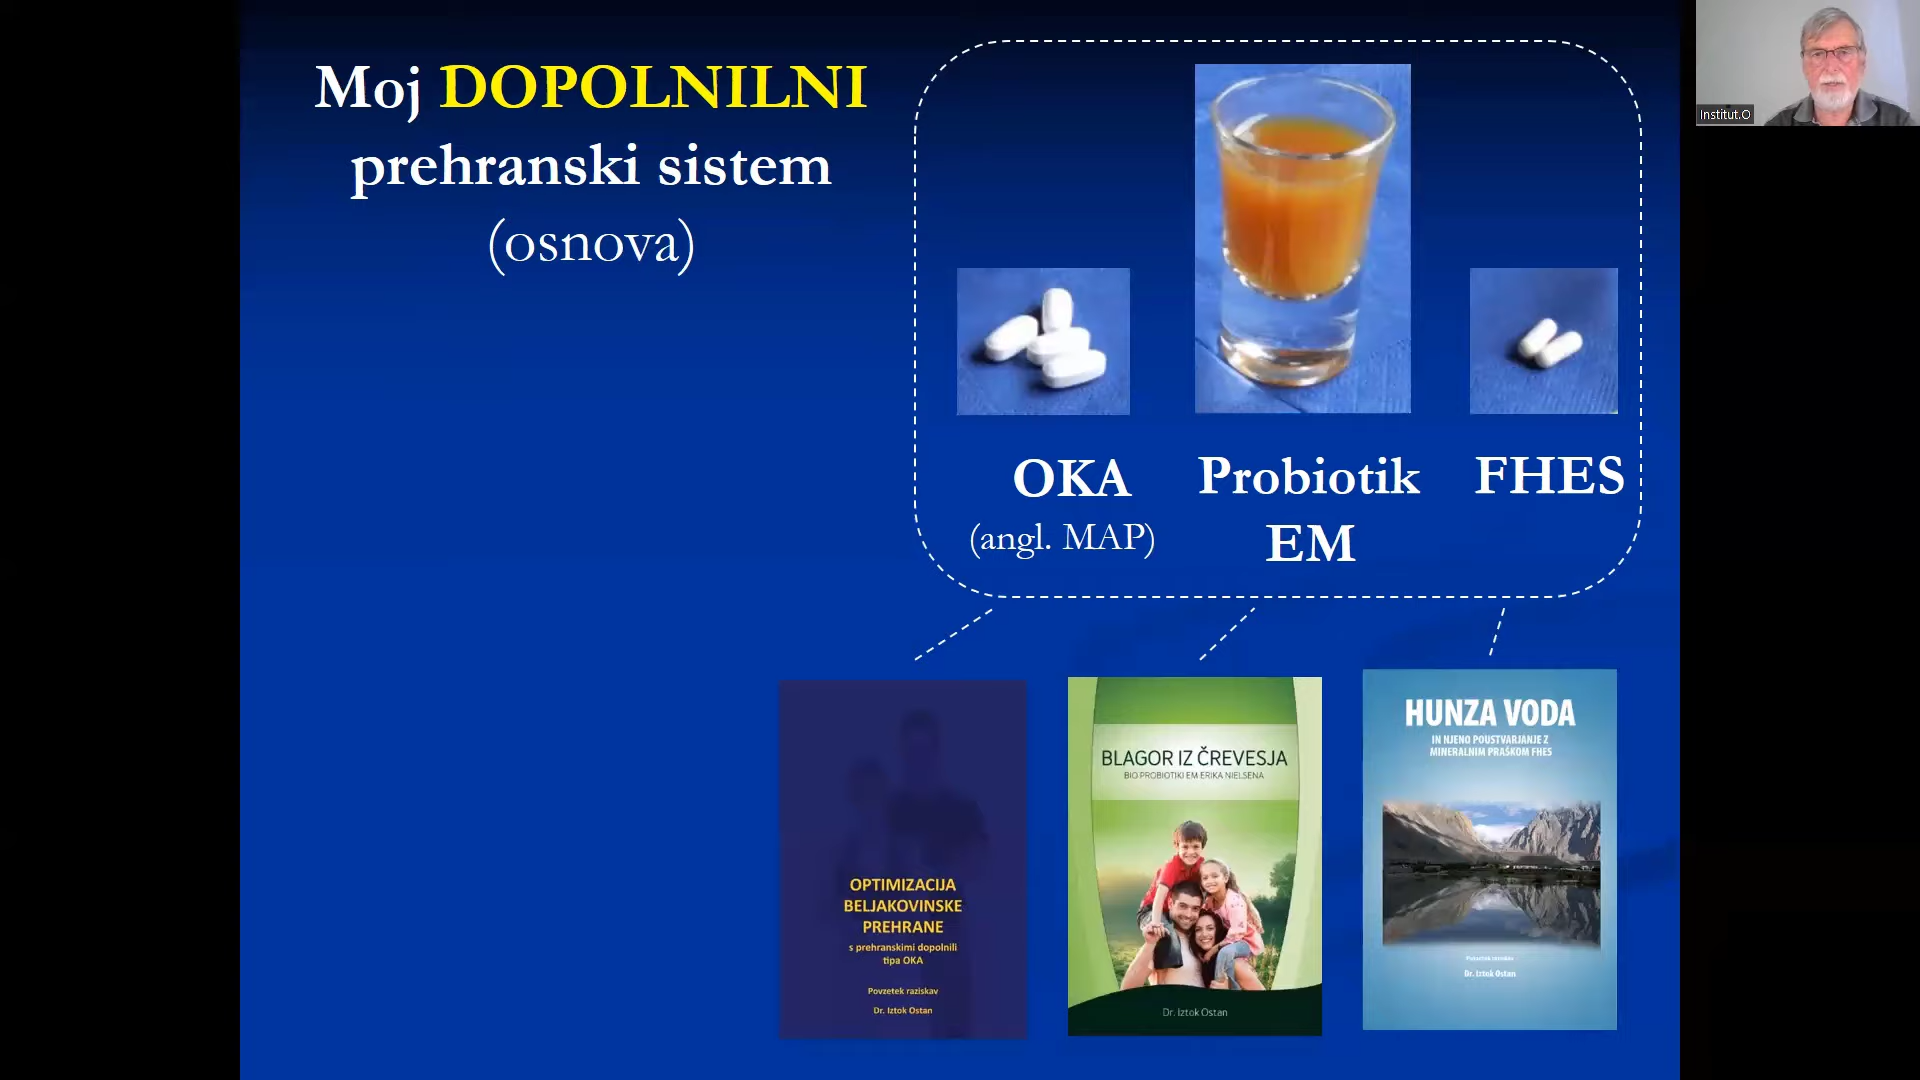 Moj DOPOLNILNI
prehranski sistem
(osnova)
Institut.O
OKA
(angl. MAP)
Probiotik
EM
FHES
OPTIMIZACIJA
BELJAKOVINSKE
PREHRANE
s prehranskimi dopolnili
tipa OKA
Povzetek raziskav
Dr. Iztok Ostan
BLAGOR IZ ČREVESJA
BIO PROBIOTIKI EM ERIKA NIELSENA
Dr. Iztok Ostan
HUNZA VODA
IN NJENO POUSTVARJANJE Z
MINERALNIM PRAŠKOM FHES
Povzetek raziskav
Dr. Iztok Ostan